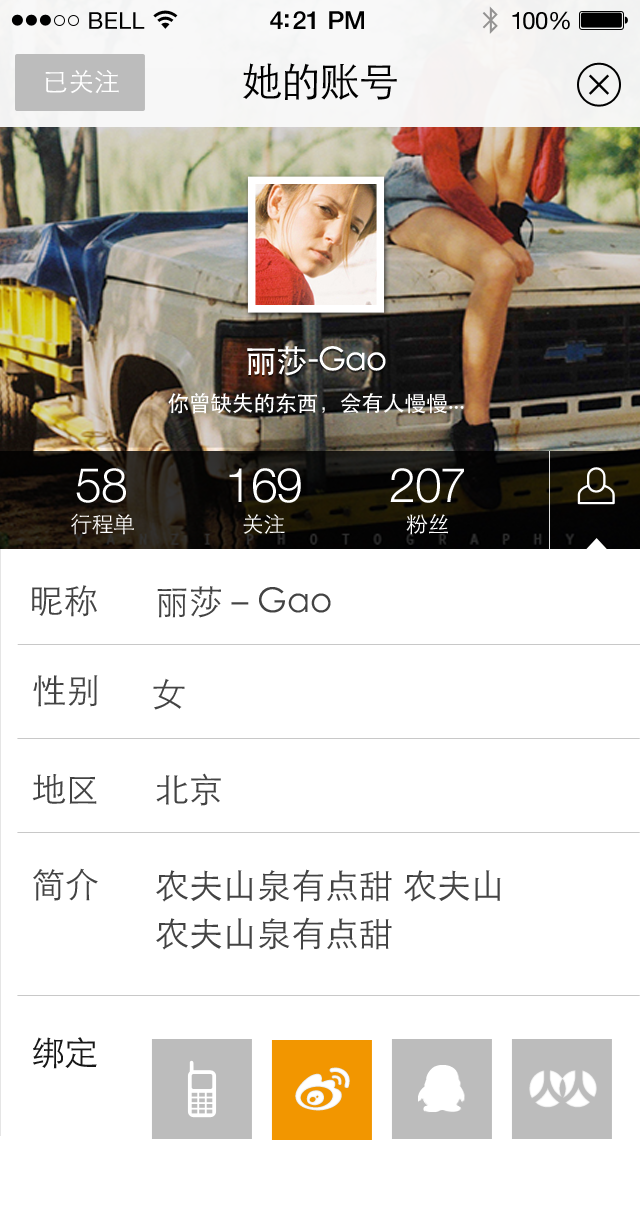 BELL 4:21 PM 100%
已关注 她的账号
丽莎-Gao
你曾缺失的东西，会有人慢慢...
58 169 207
行程单 关注 粉丝
PHOTOGRAPHY
昵称 丽莎 – Gao
性别 女
地区 北京
简介 农夫山泉有点甜 农夫山
农夫山泉有点甜
绑定